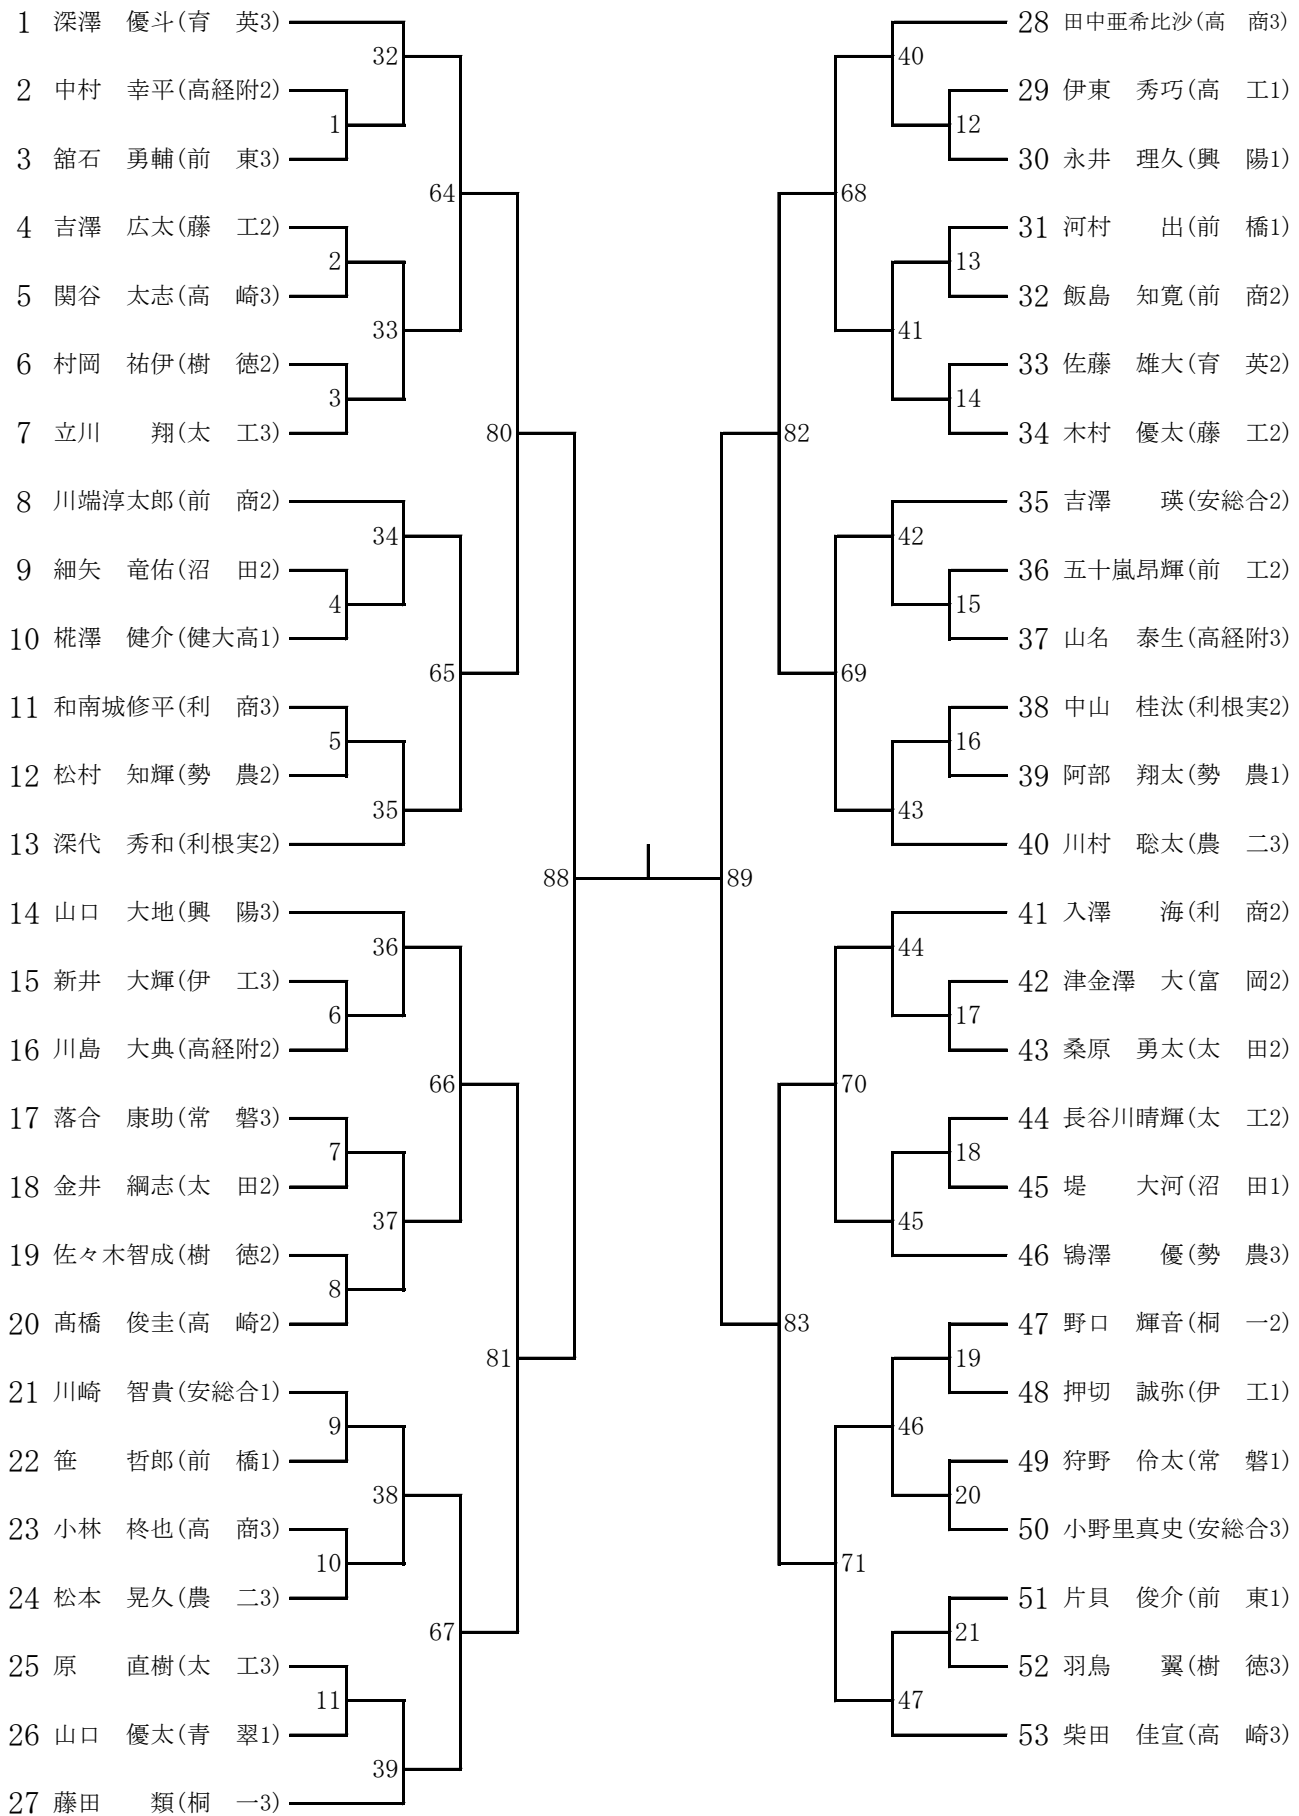 1 深澤　優斗(育　英3)
32
2 中村　幸平(高経附2)
1
3 舘石　勇輔(前　東3)
64
4 吉澤　広太(藤　工2)
2
5 関谷　太志(高　崎3)
33
6 村岡　祐伊(樹　徳2)
3
7 立川　　翔(太　工3)
80
8 川端淳太郎(前　商2)
34
9 細矢　竜佑(沼　田2)
4
10 椛澤　健介(健大高1)
65
11 和南城修平(利　商3)
5
12 松村　知輝(勢　農2)
35
13 深代　秀和(利根実2)
88
14 山口　大地(興　陽3)
36
15 新井　大輝(伊　工3)
6
16 川島　大典(高経附2)
66
17 落合　康助(常　磐3)
7
18 金井　綱志(太　田2)
37
19 佐々木智成(樹　徳2)
8
20 髙橋　俊圭(高　崎2)
81
21 川崎　智貴(安総合1)
9
22 笹　　哲郎(前　橋1)
38
23 小林　柊也(高　商3)
10
24 松本　晃久(農　二3)
67
25 原　　直樹(太　工3)
11
26 山口　優太(青　翠1)
39
27 藤田　　類(桐　一3)
28 田中亜希比沙(高　商3)
40
29 伊東　秀巧(高　工1)
12
30 永井　理久(興　陽1)
68
31 河村　　出(前　橋1)
13
32 飯島　知寛(前　商2)
41
33 佐藤　雄大(育　英2)
14
34 木村　優太(藤　工2)
82
35 吉澤　　瑛(安総合2)
42
36 五十嵐昂輝(前　工2)
15
37 山名　泰生(高経附3)
69
38 中山　桂汰(利根実2)
16
39 阿部　翔太(勢　農1)
43
40 川村　聡太(農　二3)
89
41 入澤　　海(利　商2)
44
42 津金澤　大(富　岡2)
17
43 桑原　勇太(太　田2)
70
44 長谷川晴輝(太　工2)
18
45 堤　　大河(沼　田1)
45
46 鴇澤　　優(勢　農3)
83
47 野口　輝音(桐　一2)
19
48 押切　誠弥(伊　工1)
46
49 狩野　伶太(常　磐1)
20
50 小野里真史(安総合3)
71
51 片貝　俊介(前　東1)
21
52 羽鳥　　翼(樹　徳3)
47
53 柴田　佳宣(高　崎3)